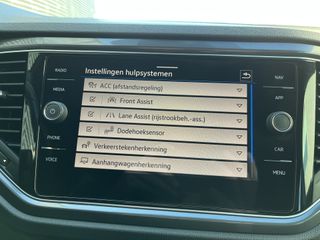 Instellingen hulpsystemen
RADIO
MEDIA
PHONE
VOICE
ACC (afstandsregeling)
Front Assist
Lane Assist (rijstrookbeh.-ass.)
Dodehoeksensor
Verkeerstekenherkenning
Aanhangwagenherkenning
NAV
APP
CAR
MENU